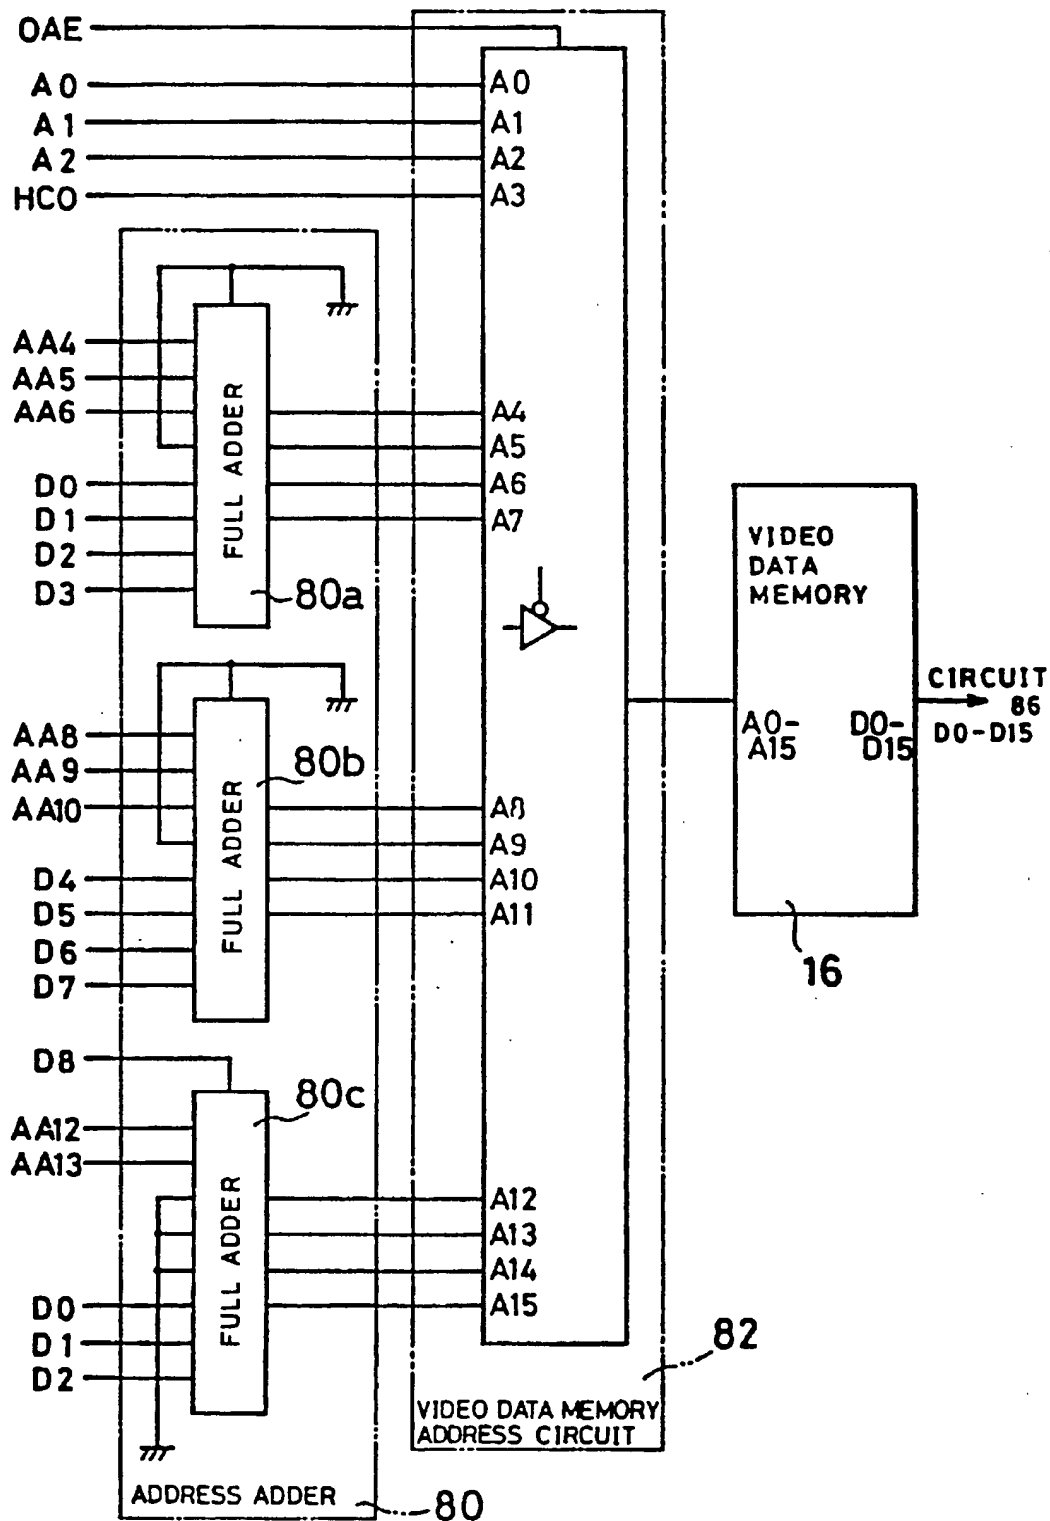 OAE
A0 A0
A1 A1
A2 A2
HC0 A3
AA4
AA5
AA6 A4
A5
D0 A6
D1 A7
D2
D3
FULL ADDER
80a
VIDEO
DATA
MEMORY
AA8
AA9
AA10 A8
A9
D4 A10
D5 A11
D6
D7
FULL ADDER
80b
A0-
A15
D0-
D15
CIRCUIT
86
D0-D15
16
D8
AA12
AA13
A12
A13
A14
D0 A15
D1
D2
FULL ADDER
80c
82
VIDEO DATA MEMORY
ADDRESS CIRCUIT
ADDRESS ADDER
80